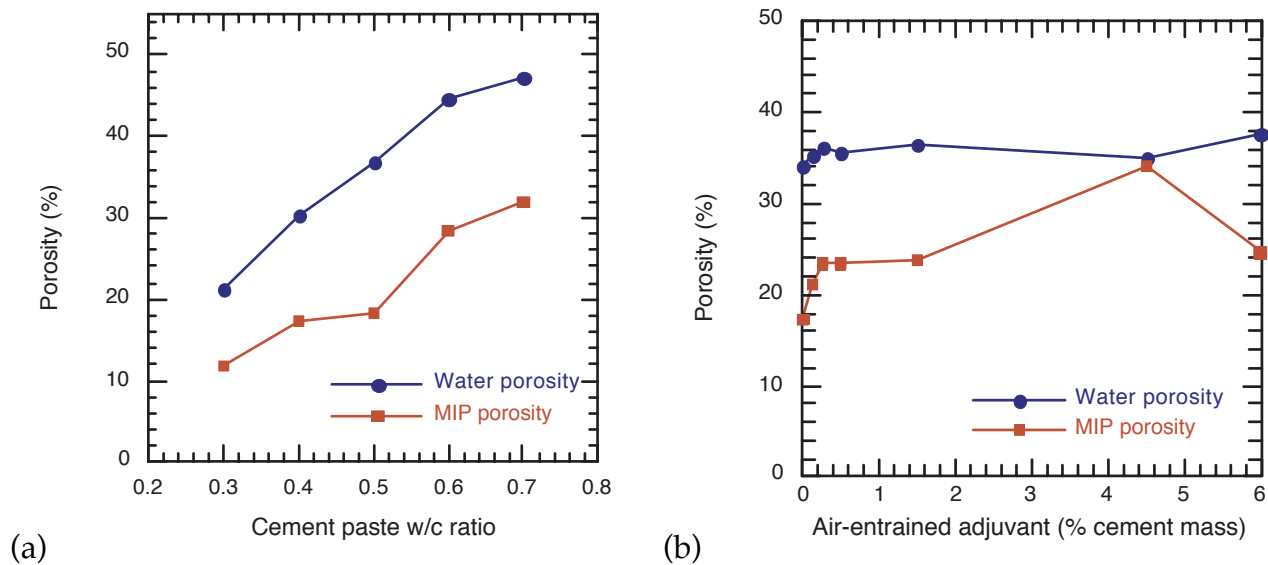 50
40
30
20
10
0
Porosity (%)
Water porosity
MIP porosity
0.2 0.3 0.4 0.5 0.6 0.7 0.8
Cement paste w/c ratio
(a)
50
40
30
20
10
0
Porosity (%)
Water porosity
MIP porosity
0 1 2 3 4 5 6
Air-entrained adjuvant (% cement mass)
(b)